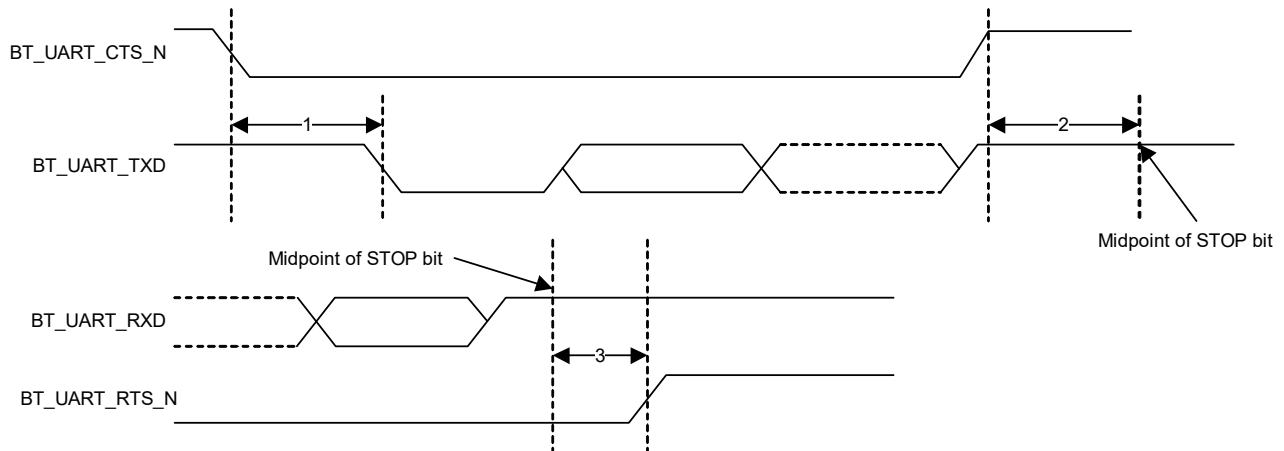 BT_UART_CTS_N
1
2
BT_UART_TXD
Midpoint of STOP bit
Midpoint of STOP bit
BT_UART_RXD
3
BT_UART_RTS_N